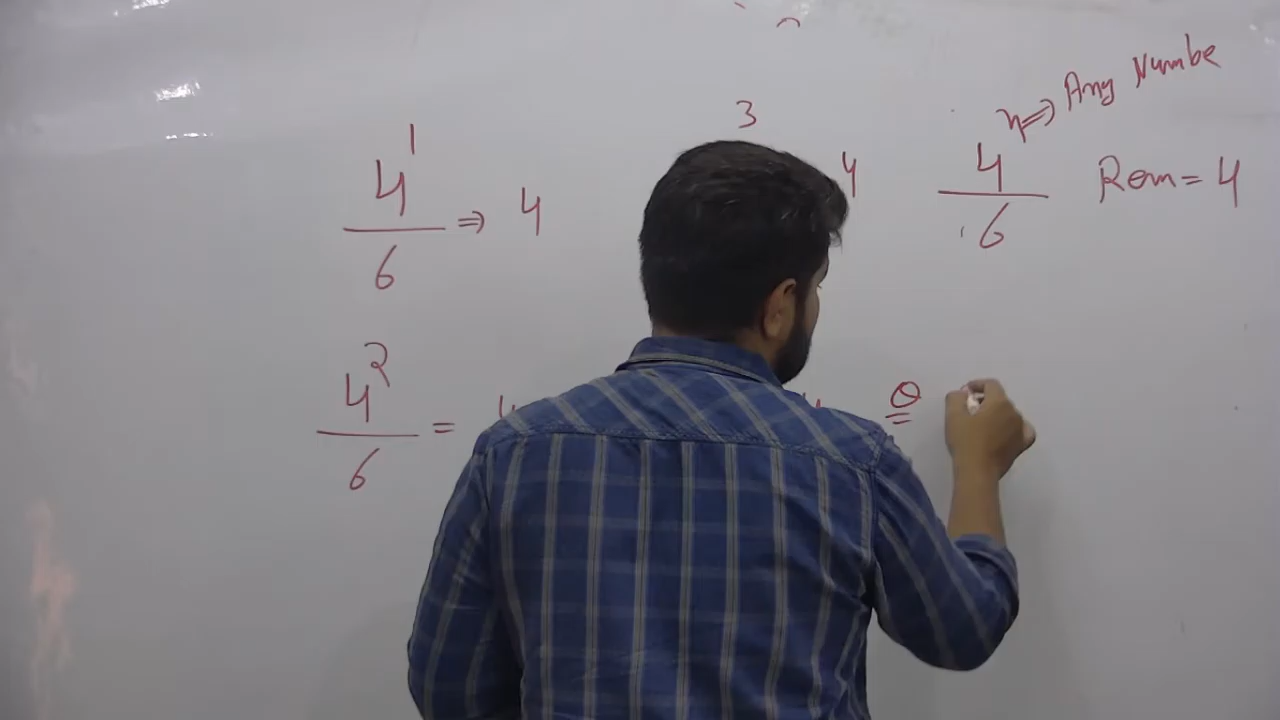 4^1/6 ⇒ 4
3
4
4^n/6 n ⇒ Any Numbe
Rem = 4
4^2/6 =
Q